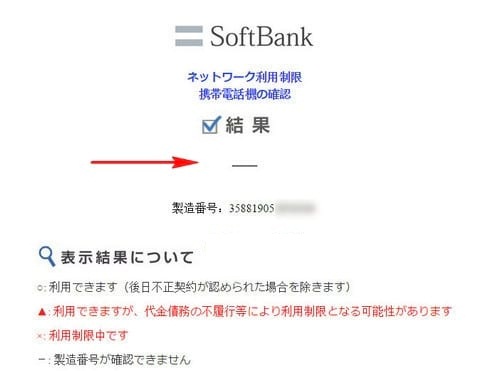 SoftBank
ネットワーク利用制限
携帯電話機の確認
結果
―
製造番号：35881905
表示結果について
○: 利用できます（後日不正契約が認められた場合を除きます）
▲: 利用できますが、代金債務の不履行等により利用制限となる可能性があります
×: 利用制限中です
－: 製造番号が確認できません